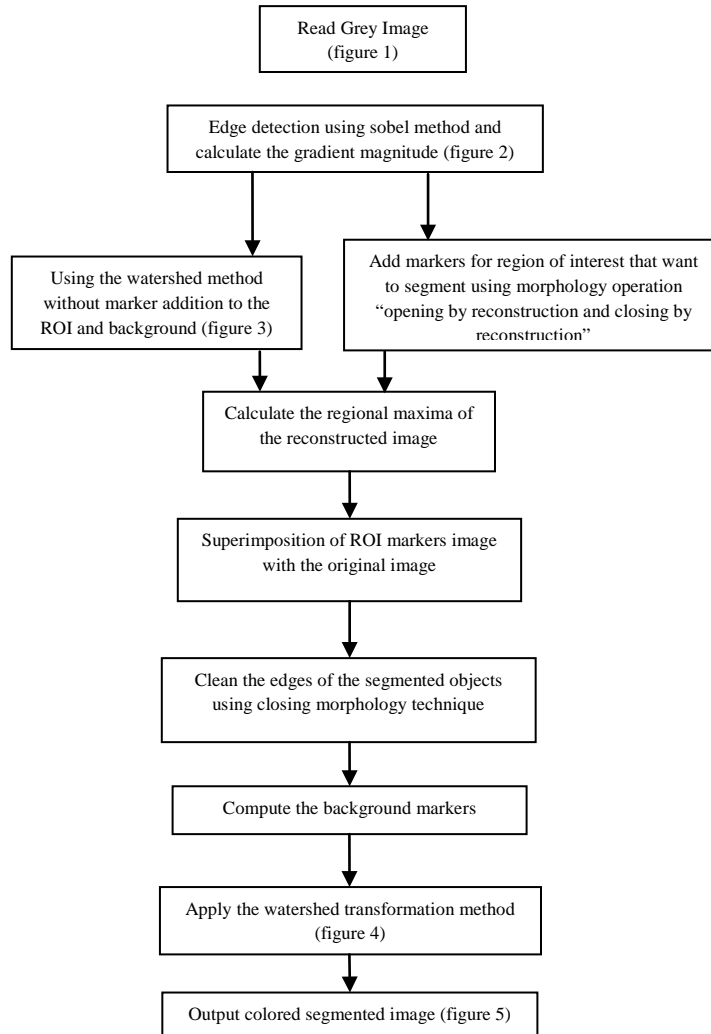 Read Grey Image
(figure 1)
Edge detection using sobel method and
calculate the gradient magnitude (figure 2)
Using the watershed method
without marker addition to the
ROI and background (figure 3)
Add markers for region of interest that want
to segment using morphology operation
“opening by reconstruction and closing by
reconstruction”
Calculate the regional maxima of
the reconstructed image
Superimposition of ROI markers image
with the original image
Clean the edges of the segmented objects
using closing morphology technique
Compute the background markers
Apply the watershed transformation method
(figure 4)
Output colored segmented image (figure 5)